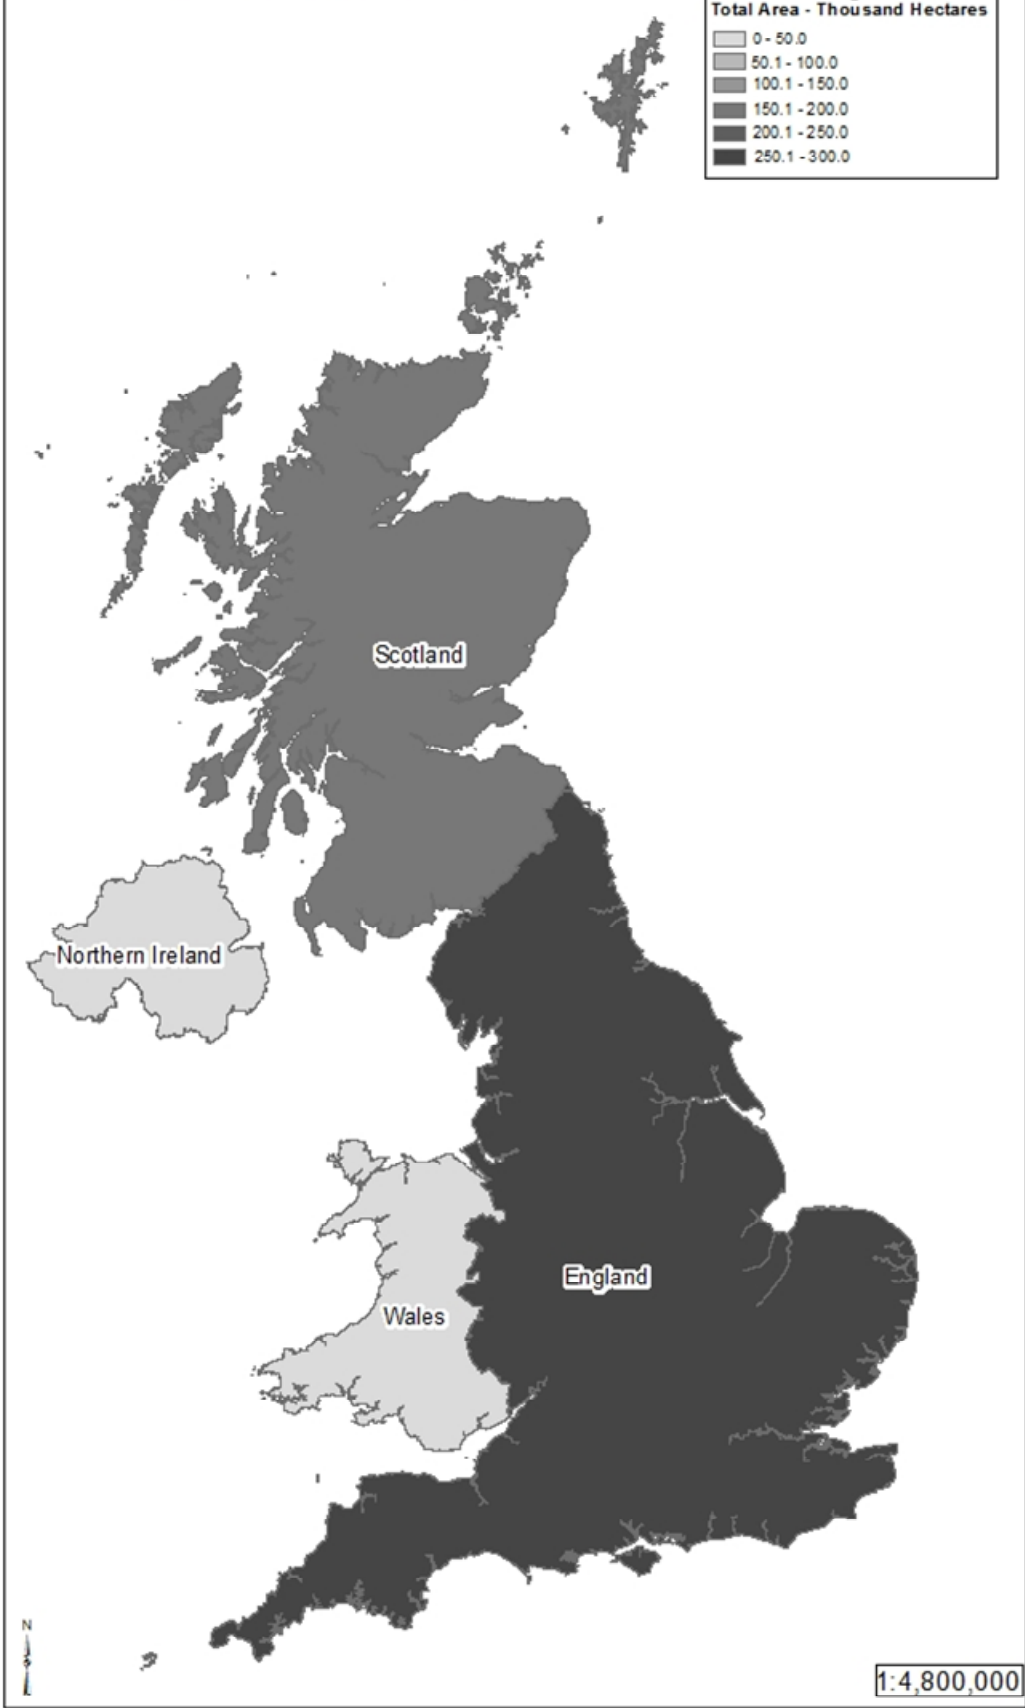 Total Area - Thousand Hectares
0 - 50.0
50.1 - 100.0
100.1 - 150.0
150.1 - 200.0
200.1 - 250.0
250.1 - 300.0
Scotland
Northern Ireland
England
Wales
N
1:4,800,000